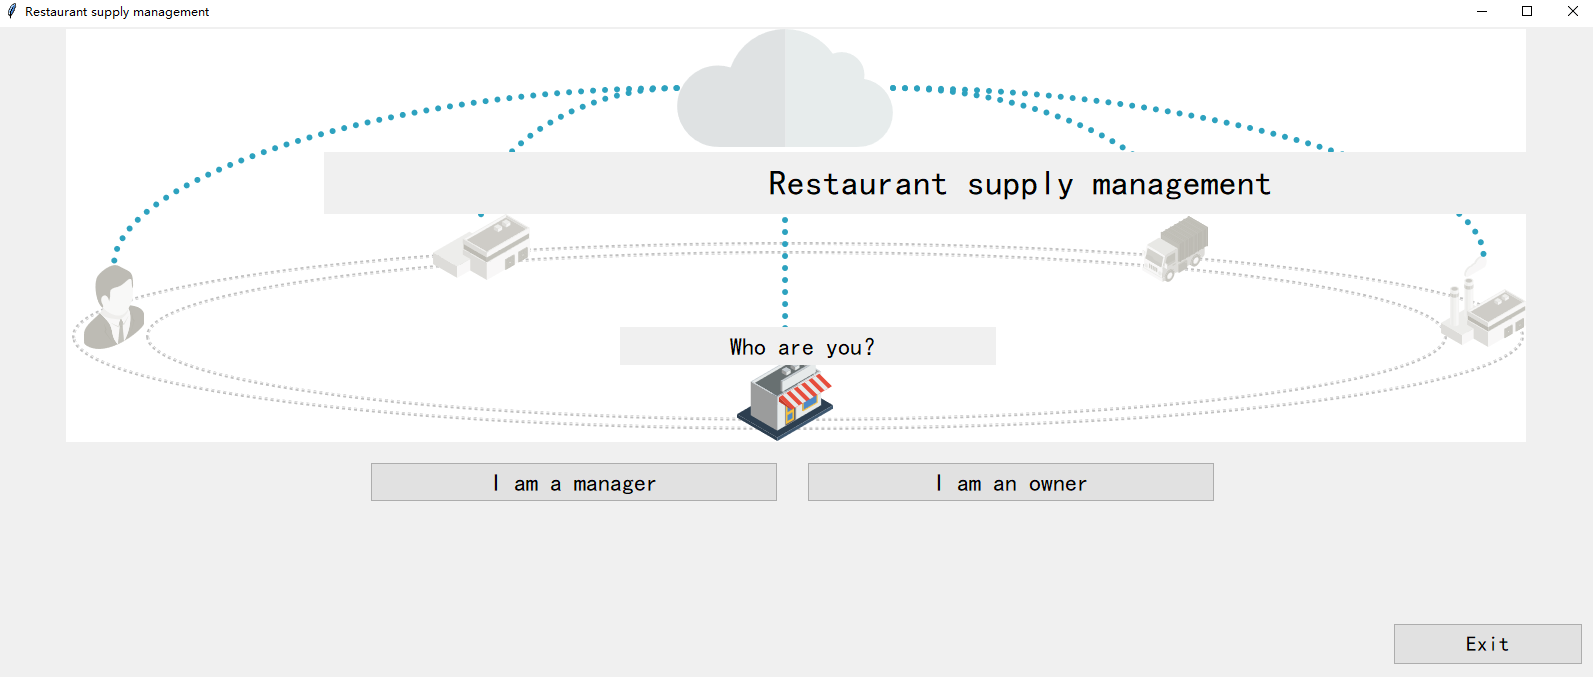 Restaurant supply management
Restaurant supply management
Who are you?
I am a manager
I am an owner
Exit